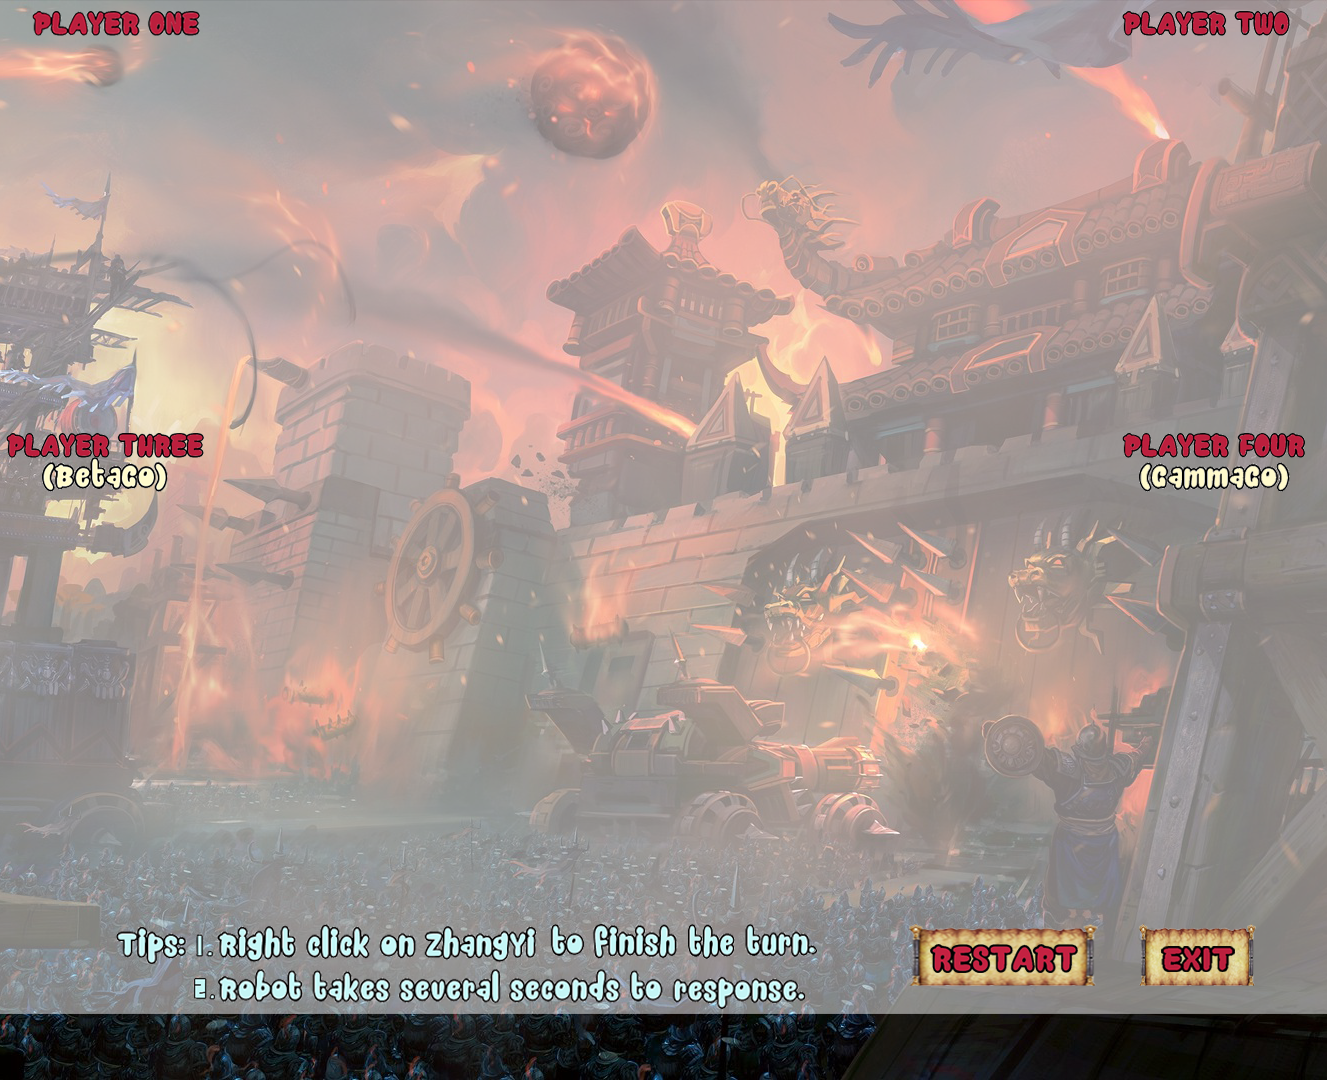 PLAYER ONE
PLAYER TWO
PLAYER THREE
(BetaGo)
PLAYER FOUR
(GammaGo)
Tips: 1. Right click on ZhangYi to finish the turn.
2. Robot takes several seconds to response.
RESTART
EXIT